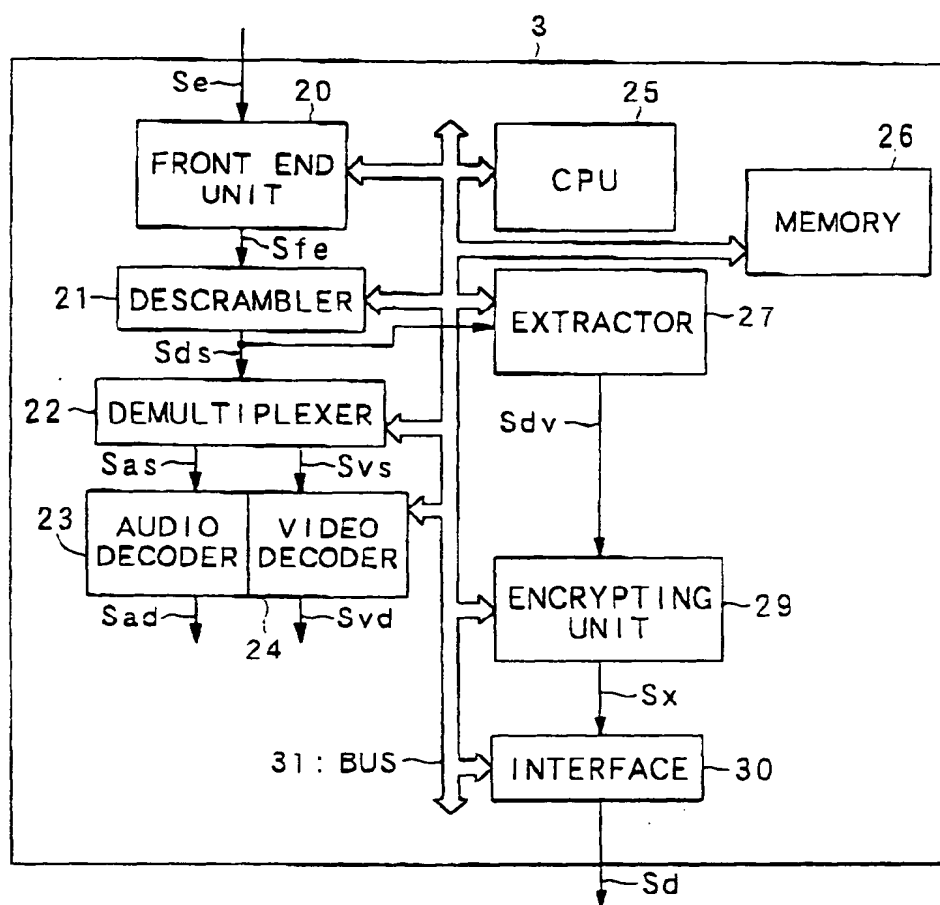 3
Se
20
FRONT END
UNIT
25
CPU
26
MEMORY
Sfe
21
DESCRAMBLER
EXTRACTOR
27
Sds
22
DEMULTIPLEXER
Sdv
Sas
Svs
23
AUDIO
DECODER
VIDEO
DECODER
24
ENCRYPTING
UNIT
29
Sad
Svd
Sx
31: BUS
INTERFACE
30
Sd